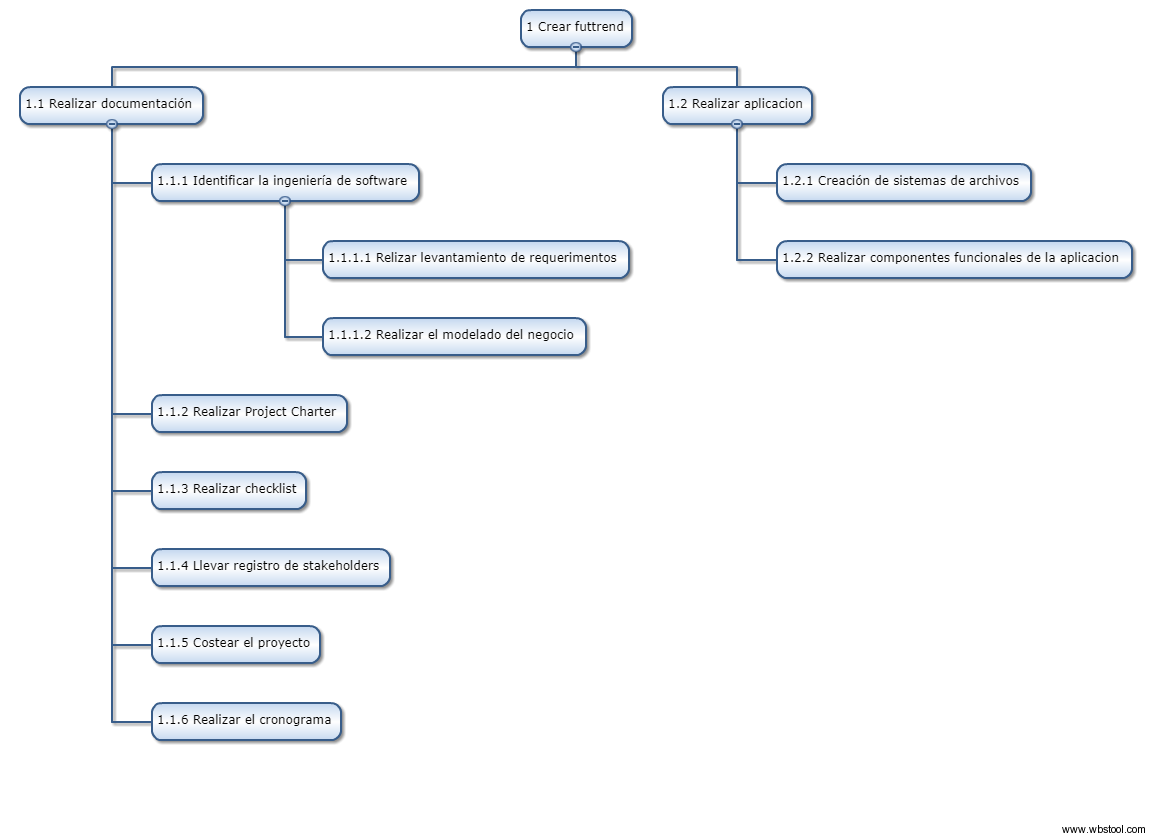 1 Crear futtrend
1.1 Realizar documentación
1.2 Realizar aplicacion
1.1.1 Identificar la ingeniería de software
1.2.1 Creación de sistemas de archivos
1.1.1.1 Relizar levantamiento de requerimentos
1.2.2 Realizar componentes funcionales de la aplicacion
1.1.1.2 Realizar el modelado del negocio
1.1.2 Realizar Project Charter
1.1.3 Realizar checklist
1.1.4 Llevar registro de stakeholders
1.1.5 Costear el proyecto
1.1.6 Realizar el cronograma
www.wbstool.com